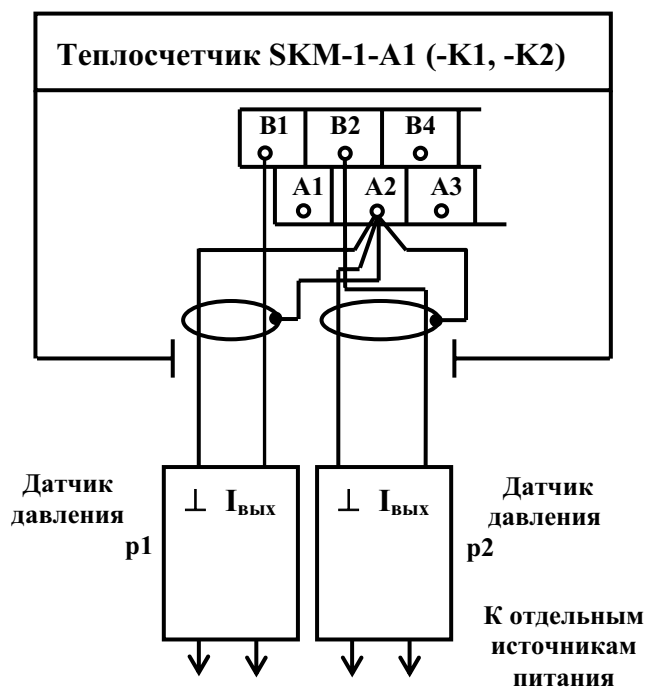 Теплосчетчик SKM-1-A1 (-K1, -K2)
B1 B2 B4
A1 A2 A3
Датчик
давления
p1
⊥ Iвых
⊥ Iвых
Датчик
давления
p2
К отдельным
источникам
питания